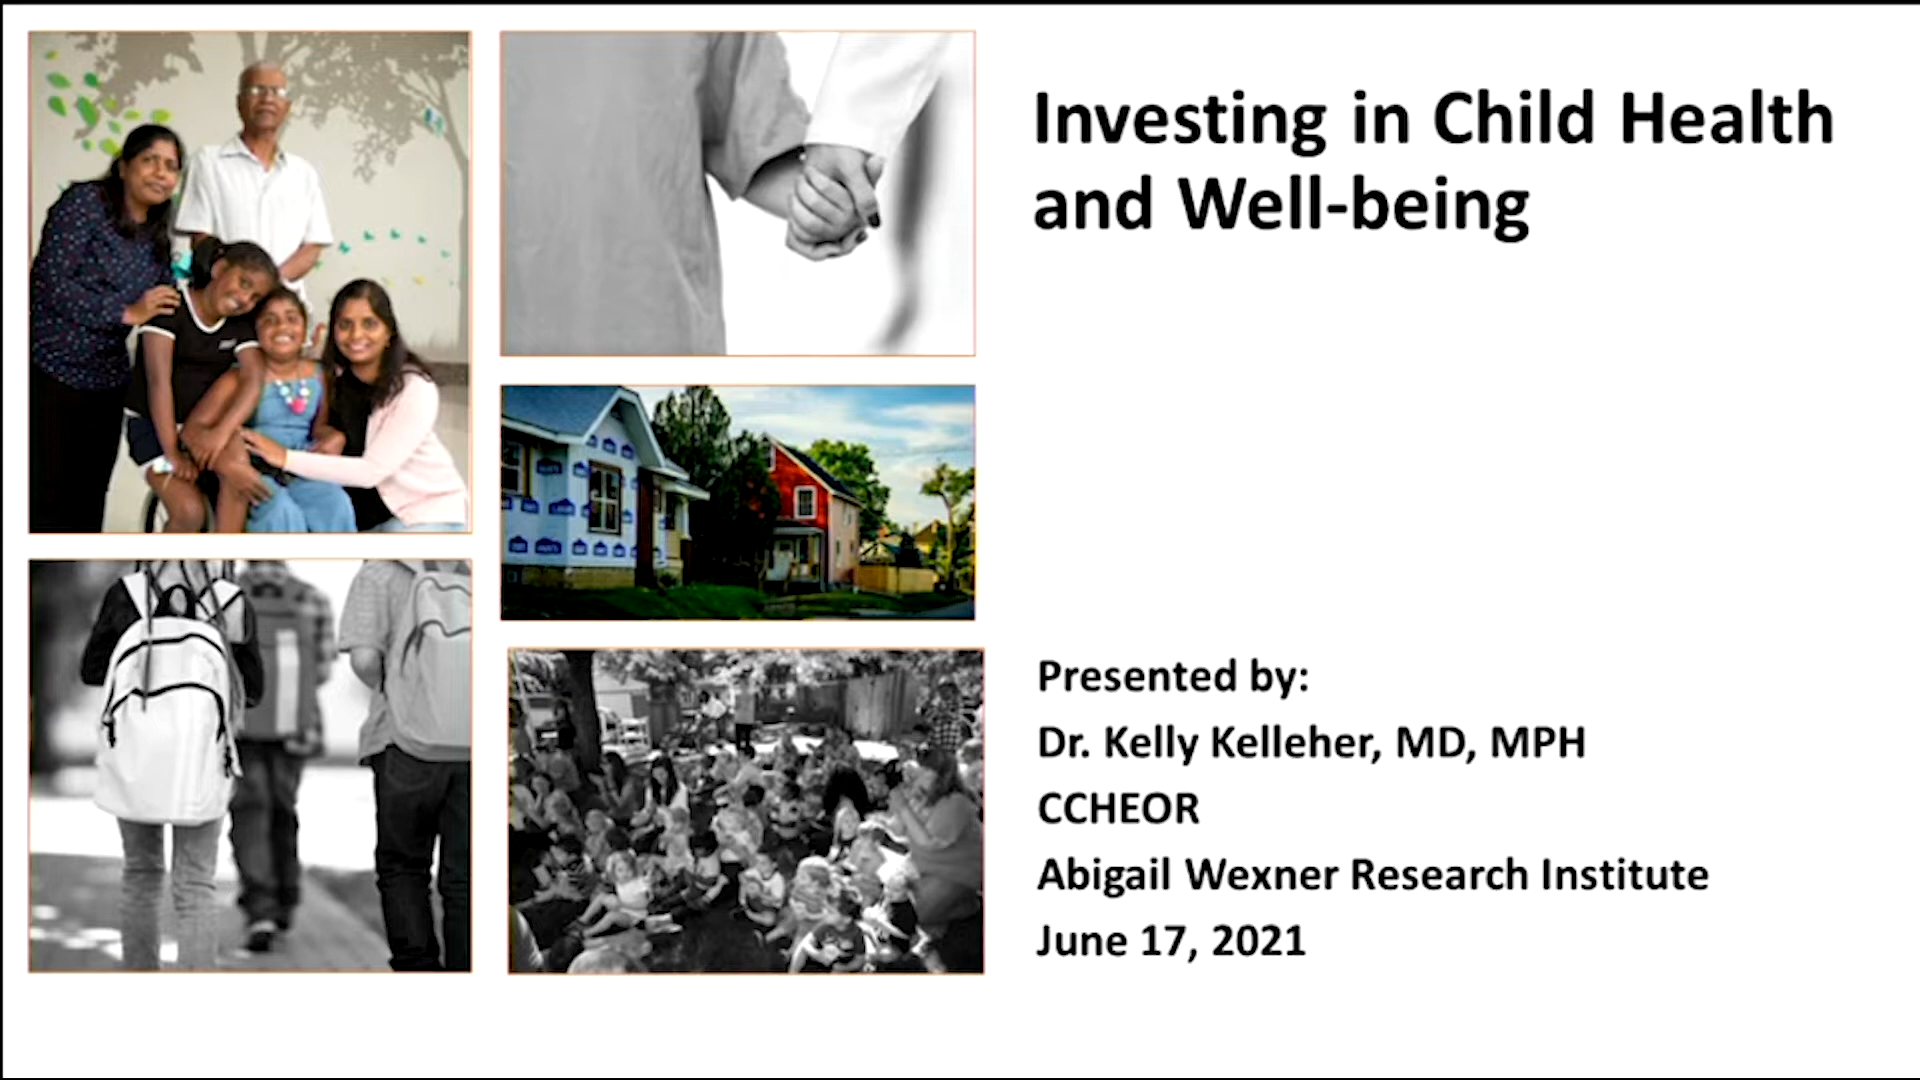 Investing in Child Health
and Well-being
Presented by:
Dr. Kelly Kelleher, MD, MPH
CCHEOR
Abigail Wexner Research Institute
June 17, 2021